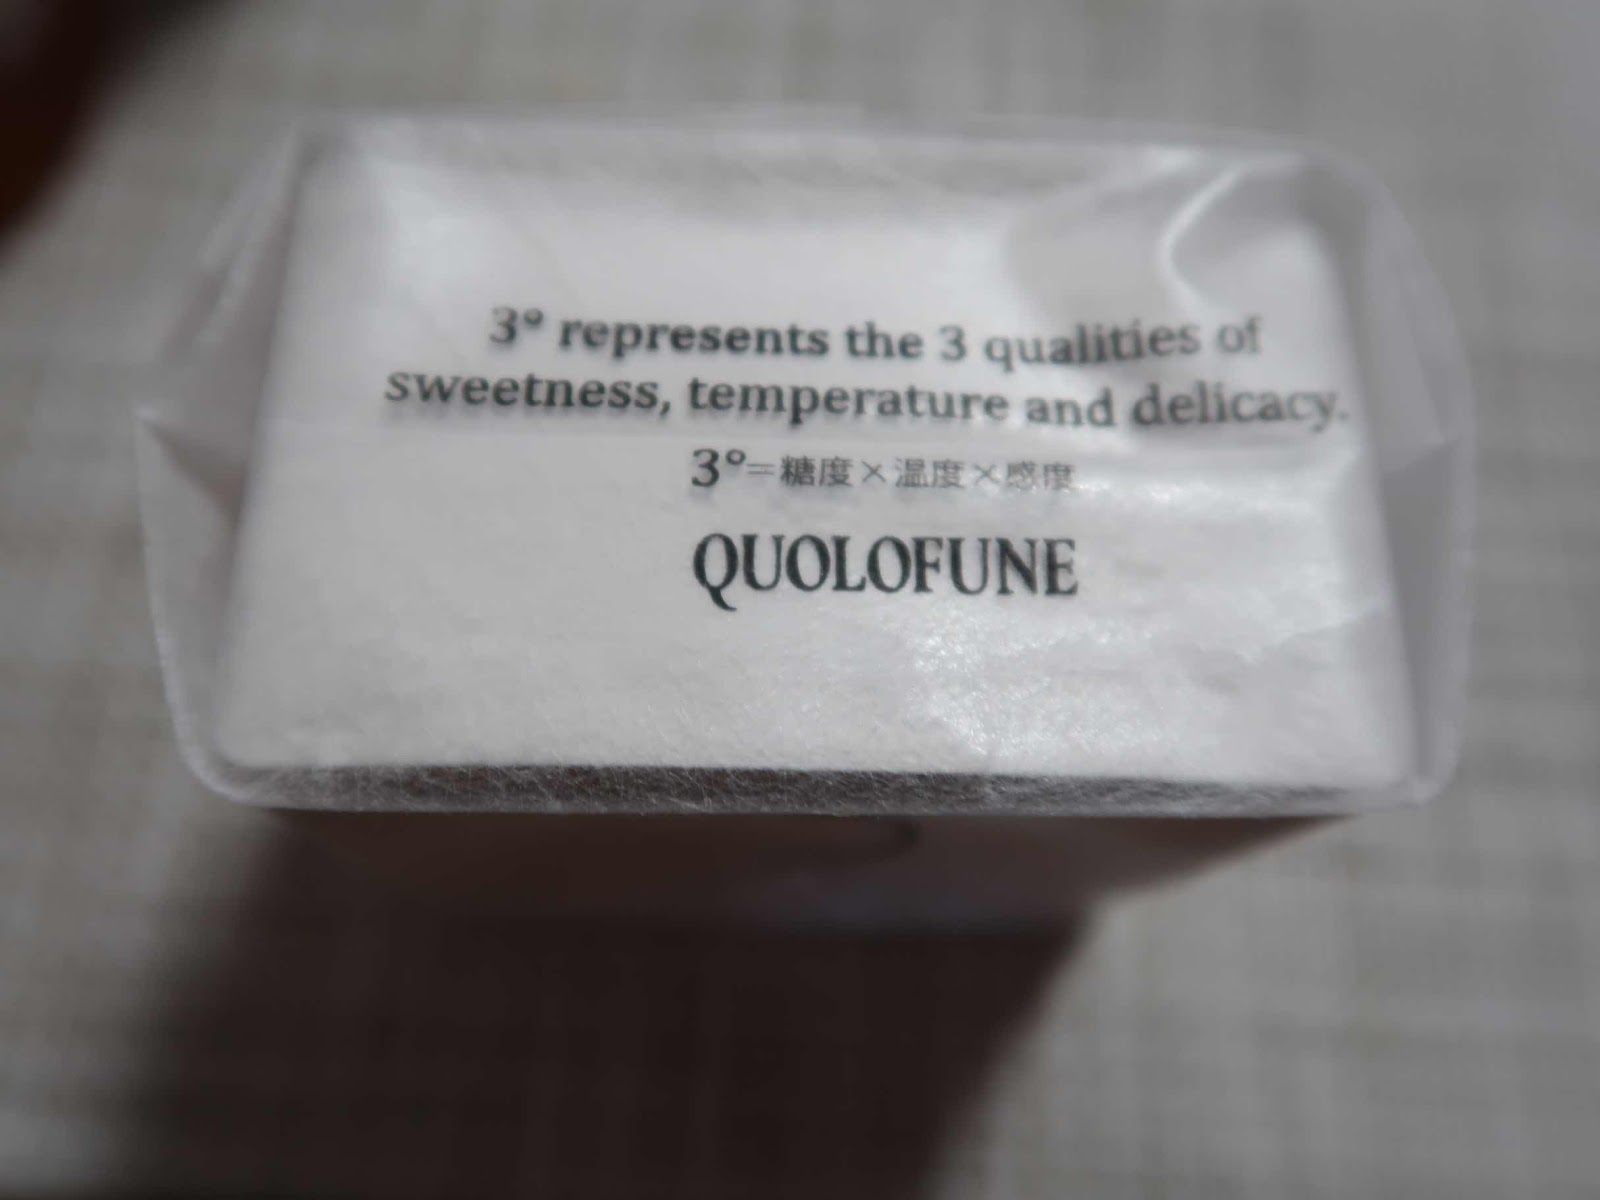 3° represents the 3 qualities of
sweetness, temperature and delicacy.
3°=糖度×温度×感度
QUOLOFUNE